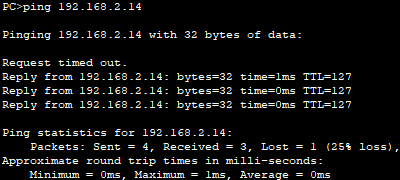 PC>ping 192.168.2.14
Pinging 192.168.2.14 with 32 bytes of data:
Request timed out.
Reply from 192.168.2.14: bytes=32 time=1ms TTL=127
Reply from 192.168.2.14: bytes=32 time=0ms TTL=127
Reply from 192.168.2.14: bytes=32 time=0ms TTL=127
Ping statistics for 192.168.2.14:
Packets: Sent = 4, Received = 3, Lost = 1 (25% loss),
Approximate round trip times in milli-seconds:
Minimum = 0ms, Maximum = 1ms, Average = 0ms